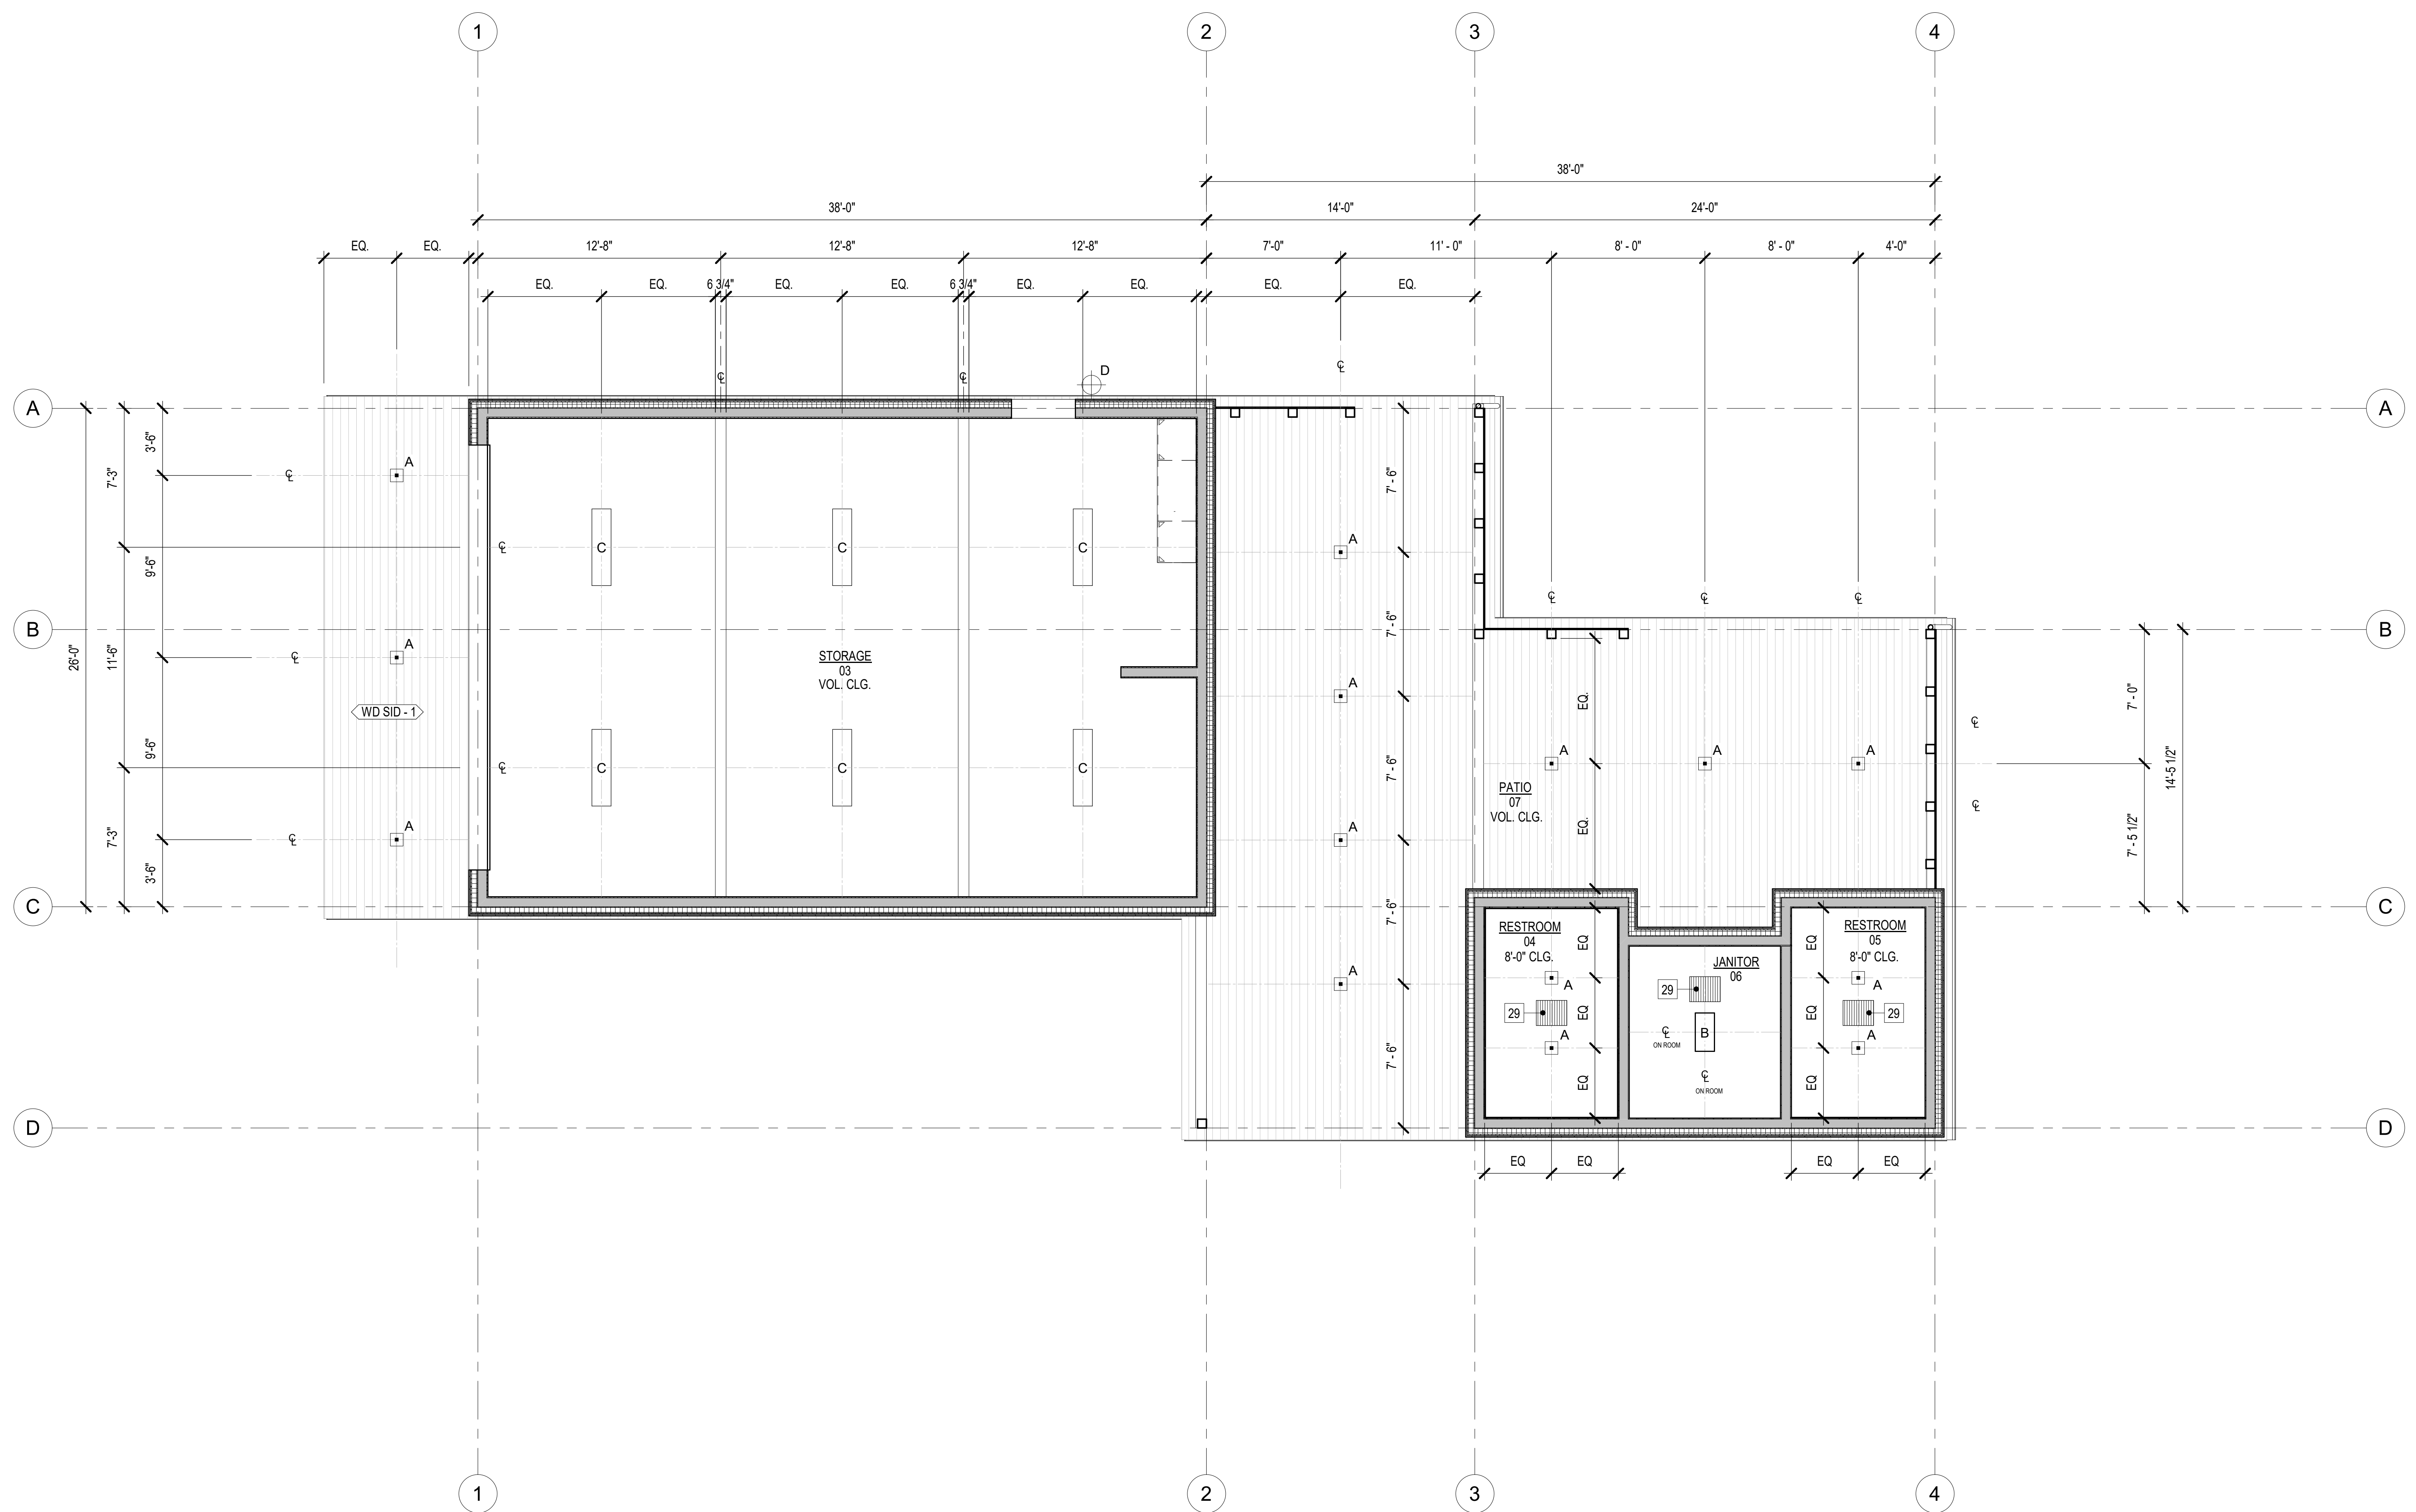 1 2 3 4
38'-0"
38'-0" 14'-0" 24'-0"
EQ. EQ. 12'-8" 12'-8" 12'-8" 7'-0" 11' - 0" 8' - 0" 8' - 0" 4'-0"
EQ. EQ. 6 3/4" EQ. EQ. 6 3/4" EQ. EQ. EQ. EQ.
℄ ℄ ℄
D
A A
3'-6"
7'-3"
℄ A
7' - 6"
9'-6"
℄ C C C
A
℄ ℄ ℄
B B
26'-0"
11'-6"
7' - 6"
℄ A
STORAGE
03
VOL. CLG.
A
EQ.
7' - 0"
WD SID - 1
℄
9'-6"
14'-5 1/2"
℄ C C C
7' - 6"
A A A
PATIO
07
VOL. CLG.
℄
7'-3"
℄ A
A
EQ.
7' - 5 1/2"
3'-6"
C C
7' - 6"
RESTROOM
04
8'-0" CLG.
EQ
JANITOR
06
EQ
RESTROOM
05
8'-0" CLG.
A
A A
29
29 EQ EQ 29
℄
ON ROOM
B
A A
7' - 6"
℄
ON ROOM
EQ EQ
D D
EQ EQ EQ EQ
1 2 3 4